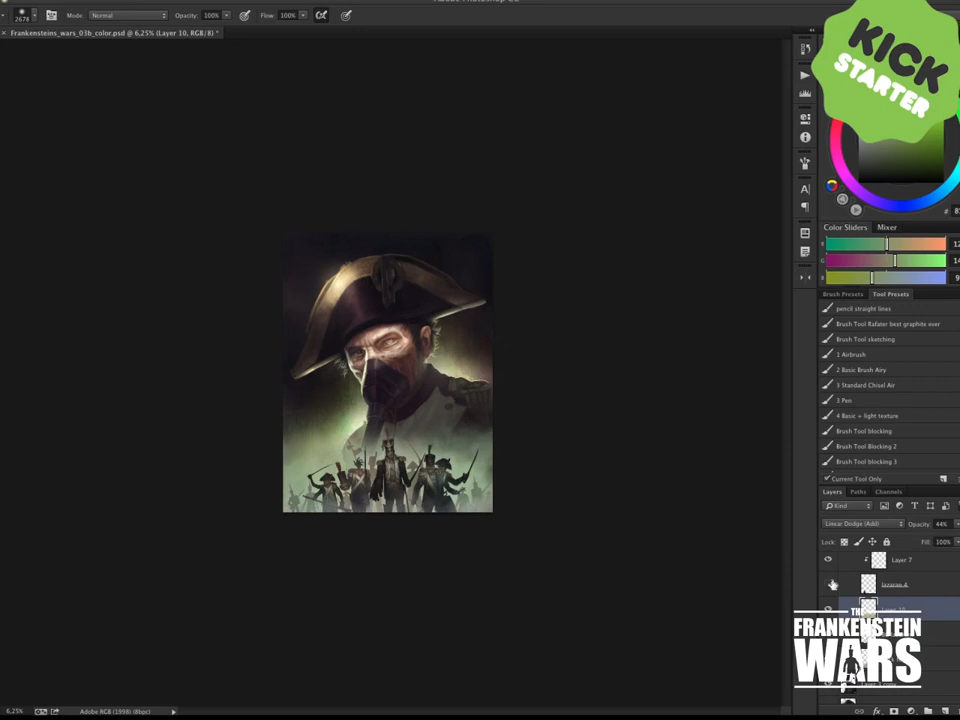 2678
Mode
Normal
Opacity:
100%
Flow:
100%
Frankensteins_wars_03b_color.psd @ 6,25% (Layer 10, RGB/8) *
KICK
STARTER
#
Color Sliders
Mixer
Brush Presets
Tool Presets
pencil straight lines
Brush Tool Rafater best graphite ever
Brush Tool sketching
1 Airbrush
2 Basic Brush Airy
3 Standard Chisel Air
3 Pen
4 Basic + light texture
Brush Tool blocking
Brush Tool Blocking 2
Brush Tool blocking 3
Current Tool Only
Layers
Paths
Channels
Kind
Linear Dodge (Add)
Opacity:
44%
Lock:
Fill:
100%
Layer 7
THE
FRANKENSTEIN
WARS
6,25%
Adobe RGB (1998) (8bpc)